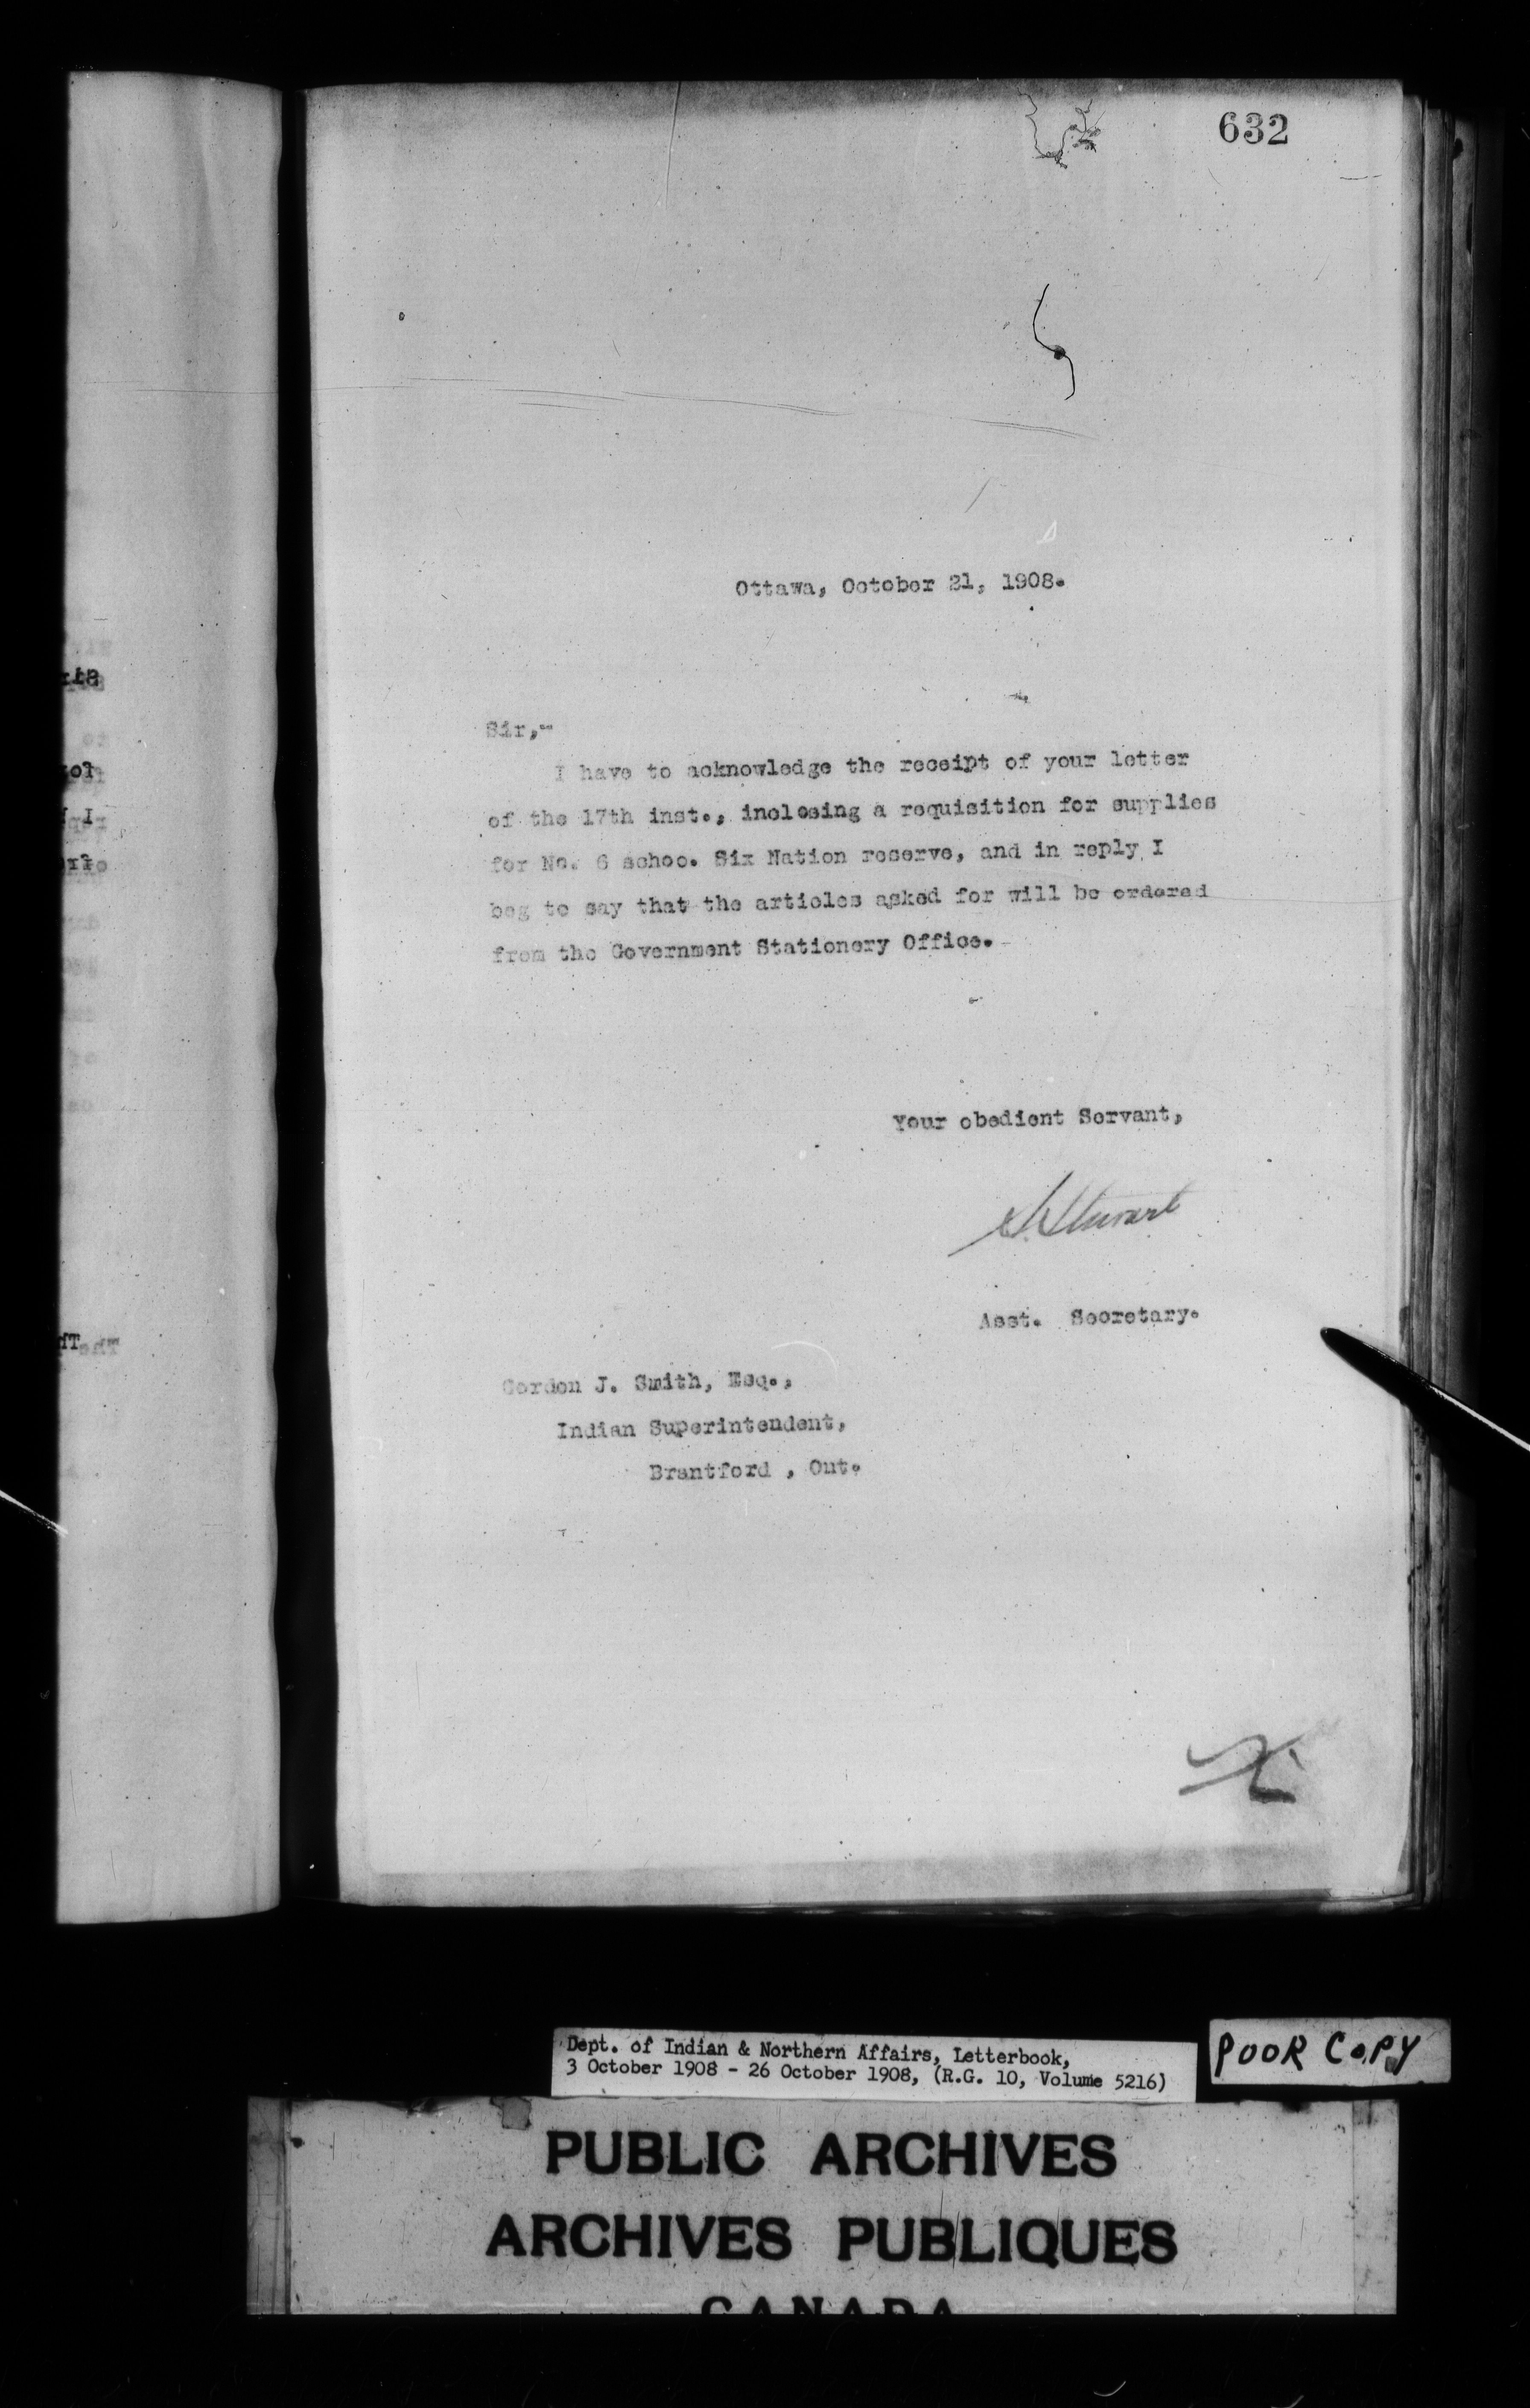 632
Ottawa, October 21, 1908.
Sir,-
I have to acknowledge the receipt of your letter
of the 17th inst., inclosing a requisition for supplies
for No. 6 schoo. Six Nation reserve, and in reply I
beg to say that the articles asked for will be ordered
from the Government Stationery Office.
Your obedient Servant,
Stewart
Asst. Secretary.
Gordon J. Smith, Esq.,
Indian Superintendent,
Brantford , Ont.
Dept. of Indian & Northern Affairs, Letterbook,
3 October 1908 - 26 October 1908, (R.G. 10, Volume 5216)
POOR COPY
PUBLIC ARCHIVES
ARCHIVES PUBLIQUES
CANADA